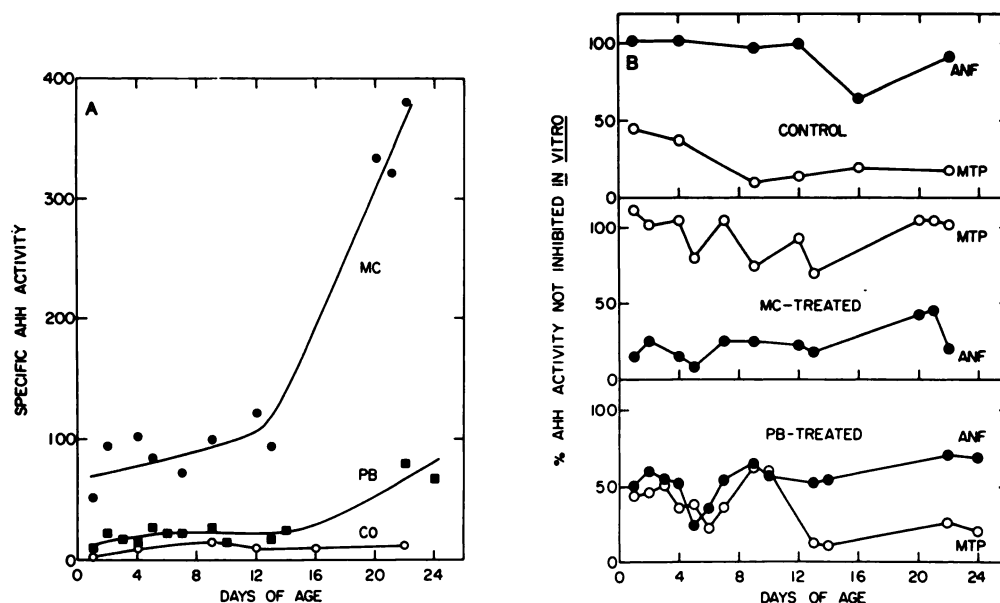 A
400
300
200
100
0
SPECIFIC AHH ACTIVITY
MC
PB
CO
0 4 8 12 16 20 24
DAYS OF AGE
B
100
50
0
ANF
CONTROL
MTP
100
50
0
MTP
MC-TREATED
ANF
100
50
0
PB-TREATED
ANF
MTP
% AHH ACTIVITY NOT INHIBITED IN VITRO
0 4 8 12 16 20 24
DAYS OF AGE